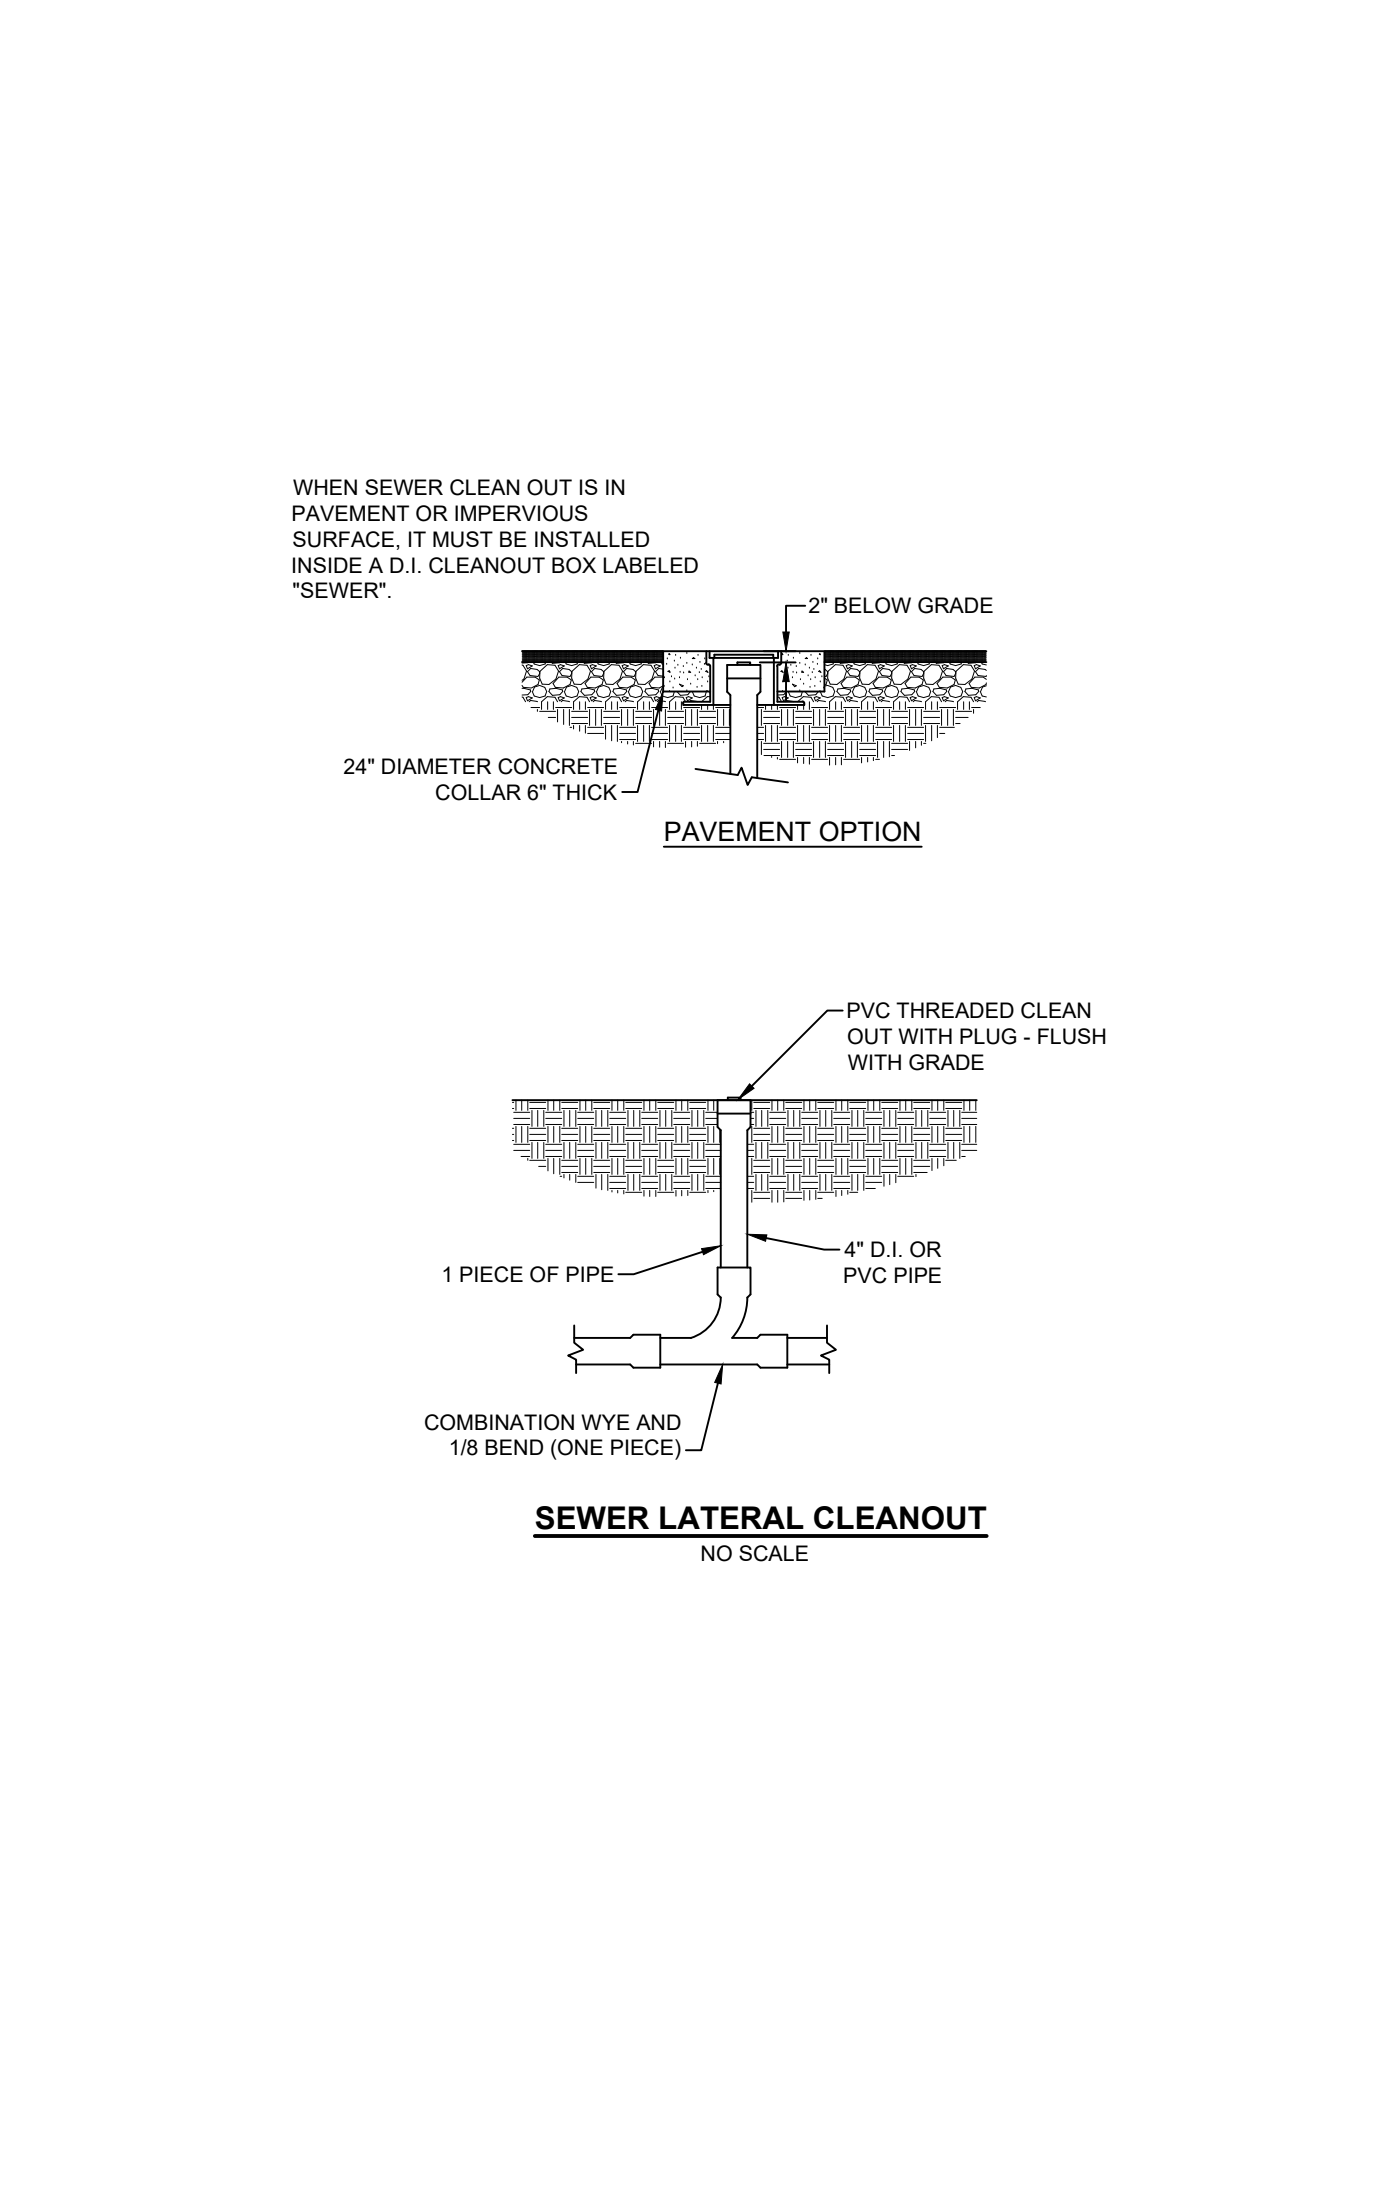 WHEN SEWER CLEAN OUT IS IN
PAVEMENT OR IMPERVIOUS
SURFACE, IT MUST BE INSTALLED
INSIDE A D.I. CLEANOUT BOX LABELED
"SEWER".
2" BELOW GRADE
24" DIAMETER CONCRETE
COLLAR 6" THICK
PAVEMENT OPTION
PVC THREADED CLEAN
OUT WITH PLUG - FLUSH
WITH GRADE
4" D.I. OR
PVC PIPE
1 PIECE OF PIPE
COMBINATION WYE AND
1/8 BEND (ONE PIECE)
SEWER LATERAL CLEANOUT
NO SCALE